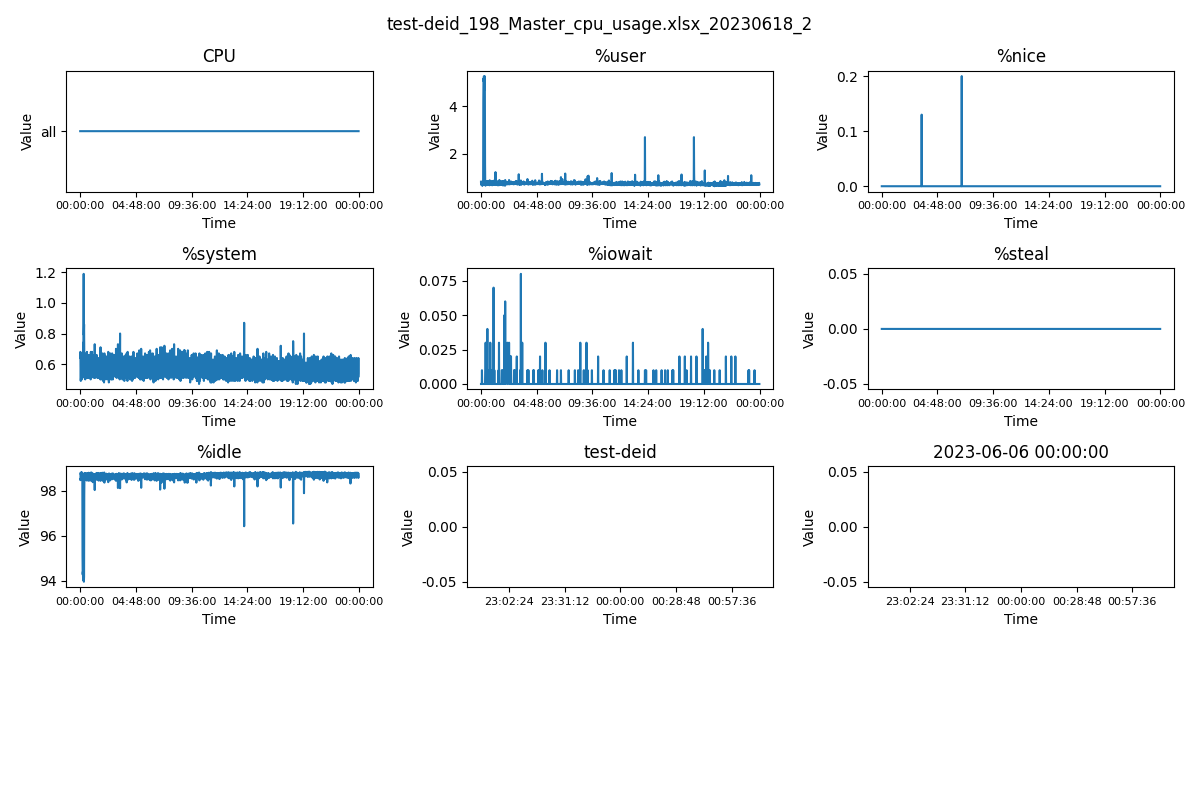 test-deid_198_Master_cpu_usage.xlsx_20230618_2
CPU
Value
all
00:00:00 04:48:00 09:36:00 14:24:00 19:12:00 00:00:00
Time
%user
Value
4
2
00:00:00 04:48:00 09:36:00 14:24:00 19:12:00 00:00:00
Time
%nice
Value
0.2
0.1
0.0
00:00:00 04:48:00 09:36:00 14:24:00 19:12:00 00:00:00
Time
%system
Value
1.2
1.0
0.8
0.6
00:00:00 04:48:00 09:36:00 14:24:00 19:12:00 00:00:00
Time
%iowait
Value
0.075
0.050
0.025
0.000
00:00:00 04:48:00 09:36:00 14:24:00 19:12:00 00:00:00
Time
%steal
Value
0.05
0.00
-0.05
00:00:00 04:48:00 09:36:00 14:24:00 19:12:00 00:00:00
Time
%idle
Value
98
96
94
00:00:00 04:48:00 09:36:00 14:24:00 19:12:00 00:00:00
Time
test-deid
Value
0.05
0.00
-0.05
23:02:24 23:31:12 00:00:00 00:28:48 00:57:36
Time
2023-06-06 00:00:00
Value
0.05
0.00
-0.05
23:02:24 23:31:12 00:00:00 00:28:48 00:57:36
Time